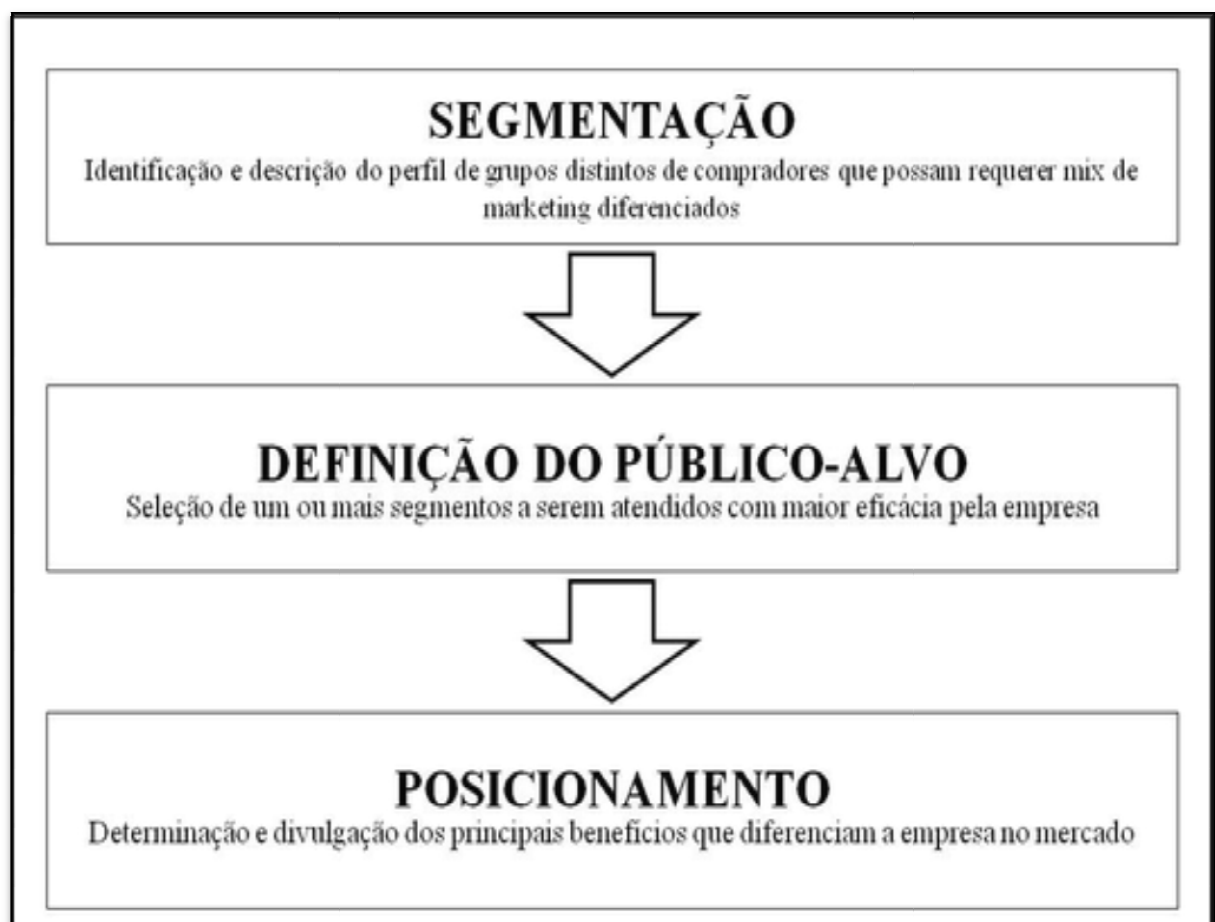 SEGMENTAÇÃO
Identificação e descrição do perfil de grupos distintos de compradores que possam requerer mix de
marketing diferenciados
DEFINIÇÃO DO PÚBLICO-ALVO
Seleção de um ou mais segmentos a serem atendidos com maior eficácia pela empresa
POSICIONAMENTO
Determinação e divulgação dos principais benefícios que diferenciam a empresa no mercado